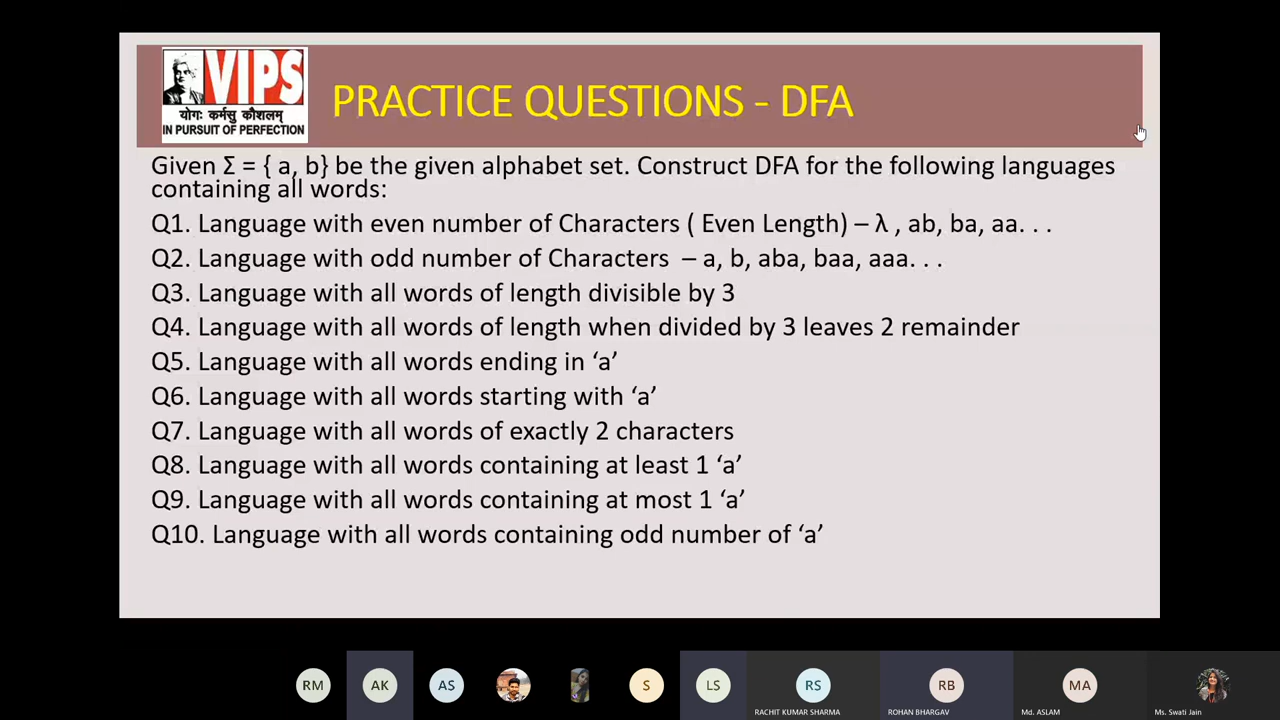 VIPS
योगः कर्मसु कौशलम्
IN PURSUIT OF PERFECTION
PRACTICE QUESTIONS - DFA
Given Σ = { a, b} be the given alphabet set. Construct DFA for the following languages
containing all words:
Q1. Language with even number of Characters ( Even Length) – λ , ab, ba, aa. . .
Q2. Language with odd number of Characters  – a, b, aba, baa, aaa. . .
Q3. Language with all words of length divisible by 3
Q4. Language with all words of length when divided by 3 leaves 2 remainder
Q5. Language with all words ending in ‘a’
Q6. Language with all words starting with ‘a’
Q7. Language with all words of exactly 2 characters
Q8. Language with all words containing at least 1 ‘a’
Q9. Language with all words containing at most 1 ‘a’
Q10. Language with all words containing odd number of ‘a’
RM AK AS S LS RS RB MA
RACHIT KUMAR SHARMA ROHAN BHARGAV Md. ASLAM Ms. Swati Jain